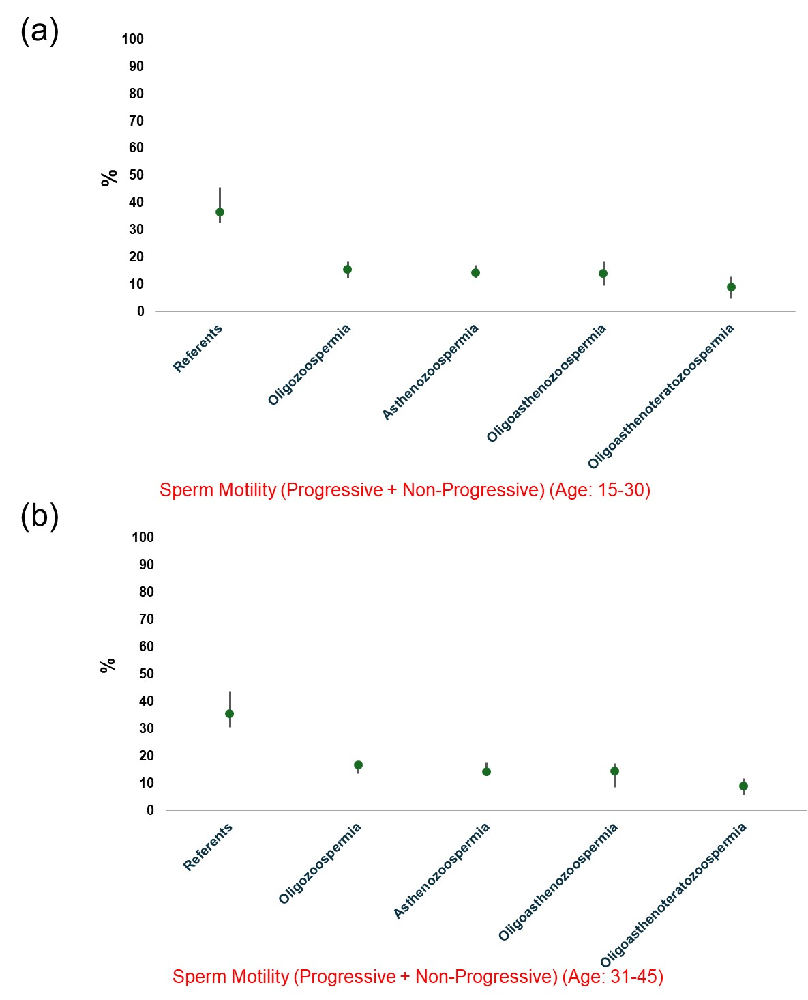 (a)
100
90
80
70
60
50
40
30
20
10
0
%
Referents
Oligozoospermia
Asthenozoospermia
Oligoasthenozoospermia
Oligoasthenoteratozoospermia
Sperm Motility (Progressive + Non-Progressive) (Age: 15-30)
(b)
100
90
80
70
60
50
40
30
20
10
0
%
Referents
Oligozoospermia
Asthenozoospermia
Oligoasthenozoospermia
Oligoasthenoteratozoospermia
Sperm Motility (Progressive + Non-Progressive) (Age: 31-45)